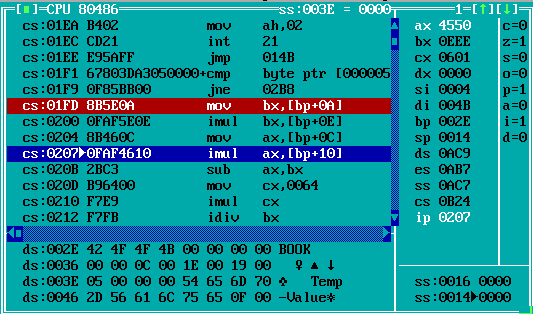 [■]=CPU 80486 ss:003E = 0000 1=[↑][↓]
cs:01EA B402 mov ah,02
cs:01EC CD21 int 21
cs:01EE E95AFF jmp 014B
cs:01F1 67803DA3050000+cmp byte ptr [000005
cs:01F9 0F85BB00 jne 02B8
cs:01FD 8B5E0A mov bx,[bp+0A]
cs:0200 0FAF5E0E imul bx,[bp+0E]
cs:0204 8B460C mov ax,[bp+0C]
cs:0207▶0FAF4610 imul ax,[bp+10]
cs:020B 2BC3 sub ax,bx
cs:020D B96400 mov cx,0064
cs:0210 F7E9 imul cx
cs:0212 F7FB idiv bx
ax 4550 c=0
bx 0EEE z=1
cx 0601 s=0
dx 0000 o=0
si 0004 p=1
di 004B a=0
bp 002E i=1
sp 0014 d=0
ds 0AC9
es 0AB7
ss 0AC7
cs 0B24
ip 0207
ds:002E 42 4F 4F 4B 00 00 00 00 BOOK
ds:0036 00 00 0C 00 1E 00 19 00 ♀ ▲ ↓
ds:003E 05 00 00 00 54 65 6D 70 ♣ Temp
ds:0046 2D 56 61 6C 75 65 0F 00 -Value☼
ss:0016 0000
ss:0014▶0000